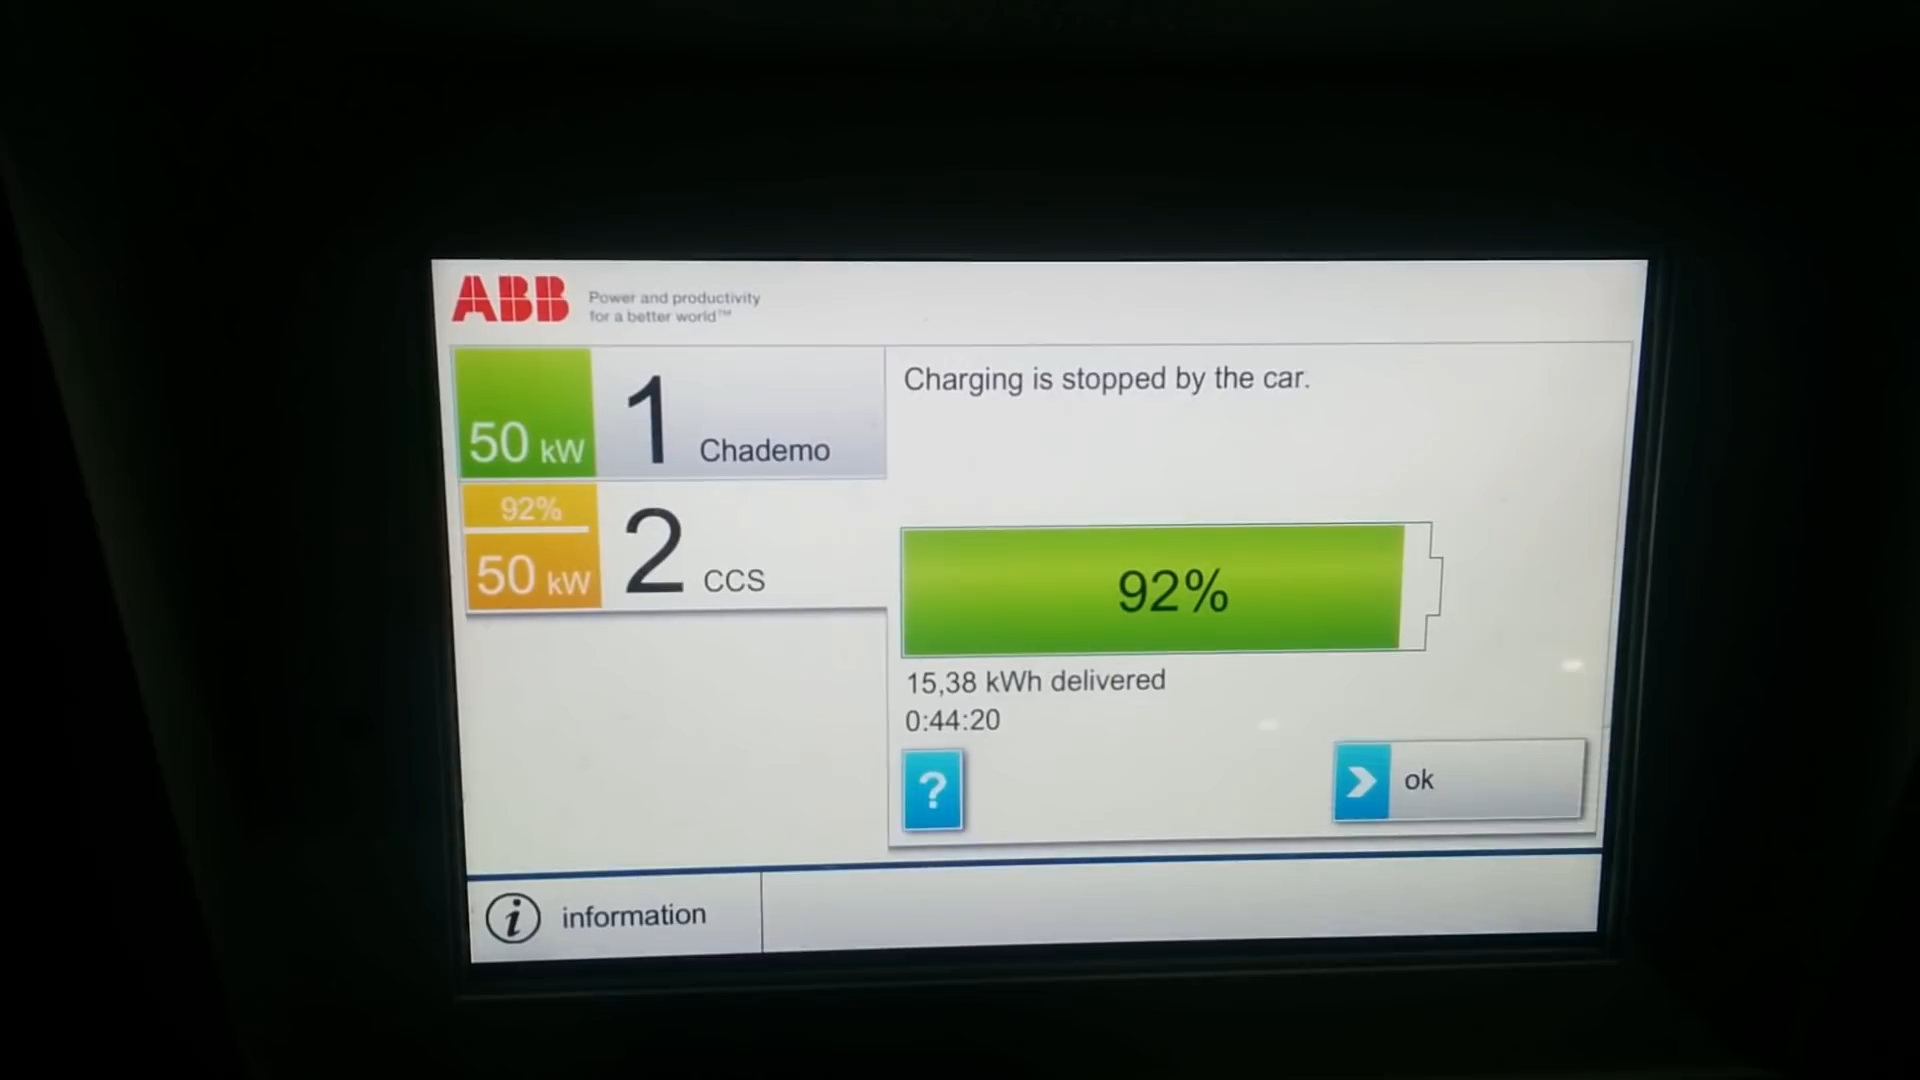 ABB
Power and productivity
for a better world™
50 kW
1
Chademo
92%
50 kW
2
CCS
Charging is stopped by the car.
92%
15,38 kWh delivered
0:44:20
?
ok
i
information